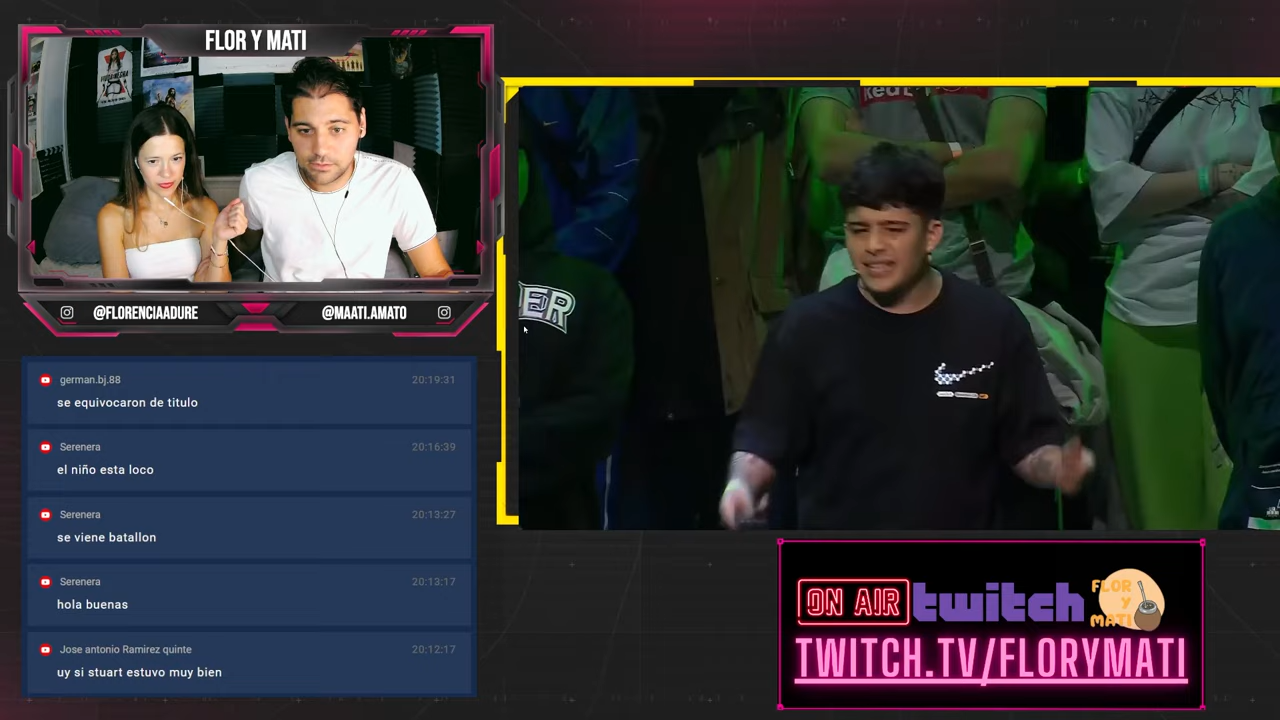 FLOR Y MATI
@FLORENCIAADURE
@MAATI.AMATO
german.bj.88
20:19:31
se equivocaron de titulo
Serenera
20:16:39
el niño esta loco
Serenera
20:13:27
se viene batallon
Serenera
20:13:17
hola buenas
Jose antonio Ramirez quinte
20:12:17
uy si stuart estuvo muy bien
ER
ON AIR
twitch
FLOR
Y
MATI
TWITCH.TV/FLORYMATI